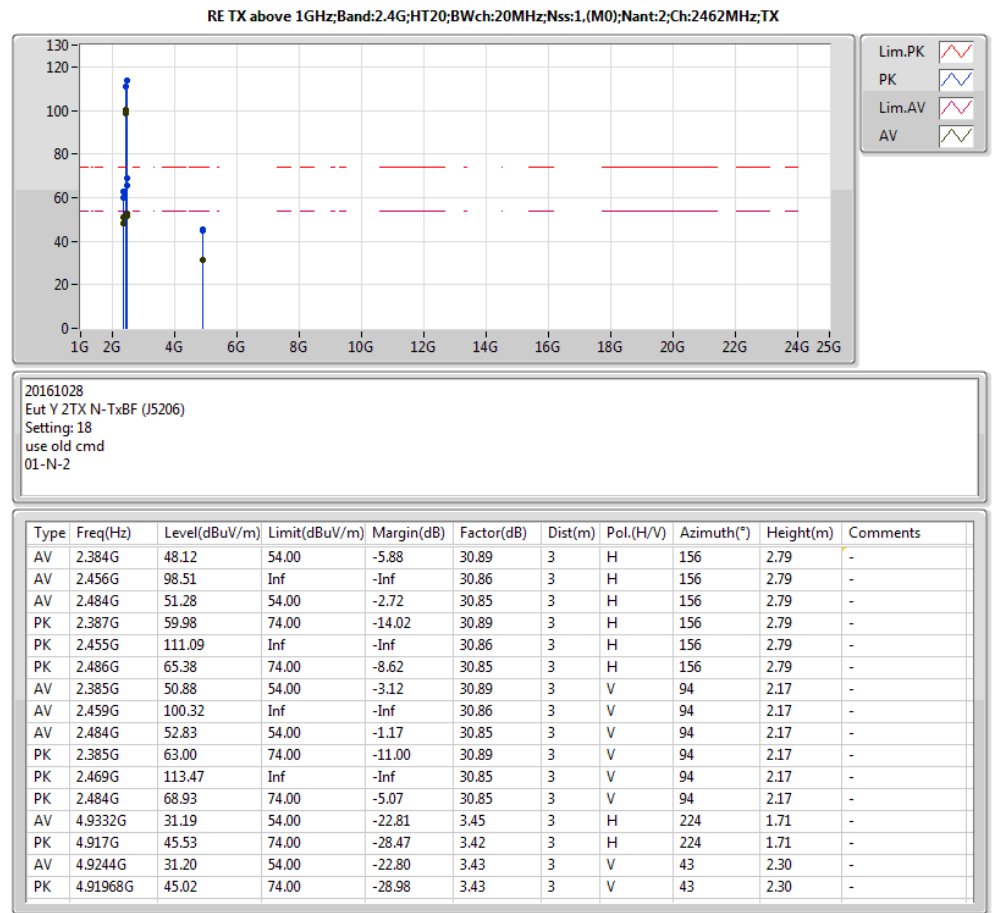 RE TX above 1GHz;Band:2.4G;HT20;BWch:20MHz;Nss:1,(M0);Nant:2;Ch:2462MHz;TX
130
120
100
80
60
40
20
0
1G 2G 4G 6G 8G 10G 12G 14G 16G 18G 20G 22G 24G 25G
Lim.PK
PK
Lim.AV
AV
20161028
Eut Y 2TX N-TxBF (J5206)
Setting: 18
use old cmd
01-N-2
Type Freq(Hz) Level(dBuV/m) Limit(dBuV/m) Margin(dB) Factor(dB) Dist(m) Pol.(H/V) Azimuth(°) Height(m) Comments
AV 2.384G 48.12 54.00 -5.88 30.89 3 H 156 2.79 -
AV 2.456G 98.51 Inf -Inf 30.86 3 H 156 2.79 -
AV 2.484G 51.28 54.00 -2.72 30.85 3 H 156 2.79 -
PK 2.387G 59.98 74.00 -14.02 30.89 3 H 156 2.79 -
PK 2.455G 111.09 Inf -Inf 30.86 3 H 156 2.79 -
PK 2.486G 65.38 74.00 -8.62 30.85 3 H 156 2.79 -
AV 2.385G 50.88 54.00 -3.12 30.89 3 V 94 2.17 -
AV 2.459G 100.32 Inf -Inf 30.86 3 V 94 2.17 -
AV 2.484G 52.83 54.00 -1.17 30.85 3 V 94 2.17 -
PK 2.385G 63.00 74.00 -11.00 30.89 3 V 94 2.17 -
PK 2.469G 113.47 Inf -Inf 30.85 3 V 94 2.17 -
PK 2.484G 68.93 74.00 -5.07 30.85 3 V 94 2.17 -
AV 4.9332G 31.19 54.00 -22.81 3.45 3 H 224 1.71 -
PK 4.917G 45.53 74.00 -28.47 3.42 3 H 224 1.71 -
AV 4.9244G 31.20 54.00 -22.80 3.43 3 V 43 2.30 -
PK 4.91968G 45.02 74.00 -28.98 3.43 3 V 43 2.30 -